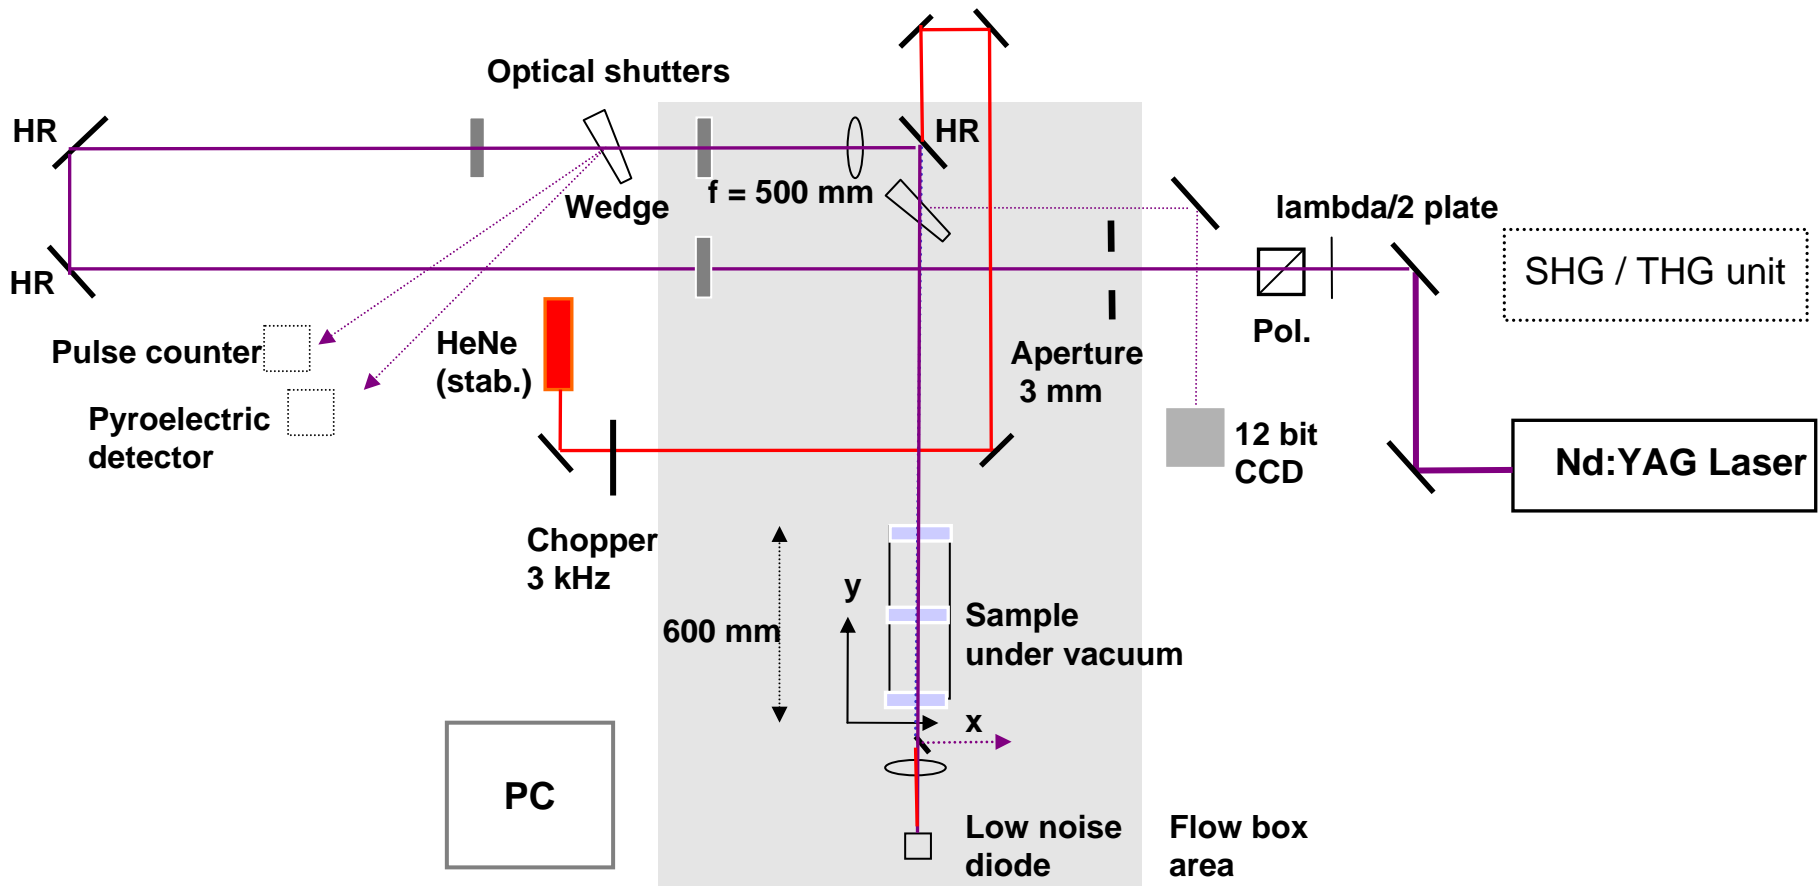 Optical shutters
HR
HR
Wedge
f = 500 mm
lambda/2 plate
HR
SHG / THG unit
Pol.
Pulse counter
HeNe
(stab.)
Aperture
3 mm
Pyroelectric
detector
12 bit
CCD
Nd:YAG Laser
Chopper
3 kHz
y
600 mm
Sample
under vacuum
x
PC
Low noise
diode
Flow box
area